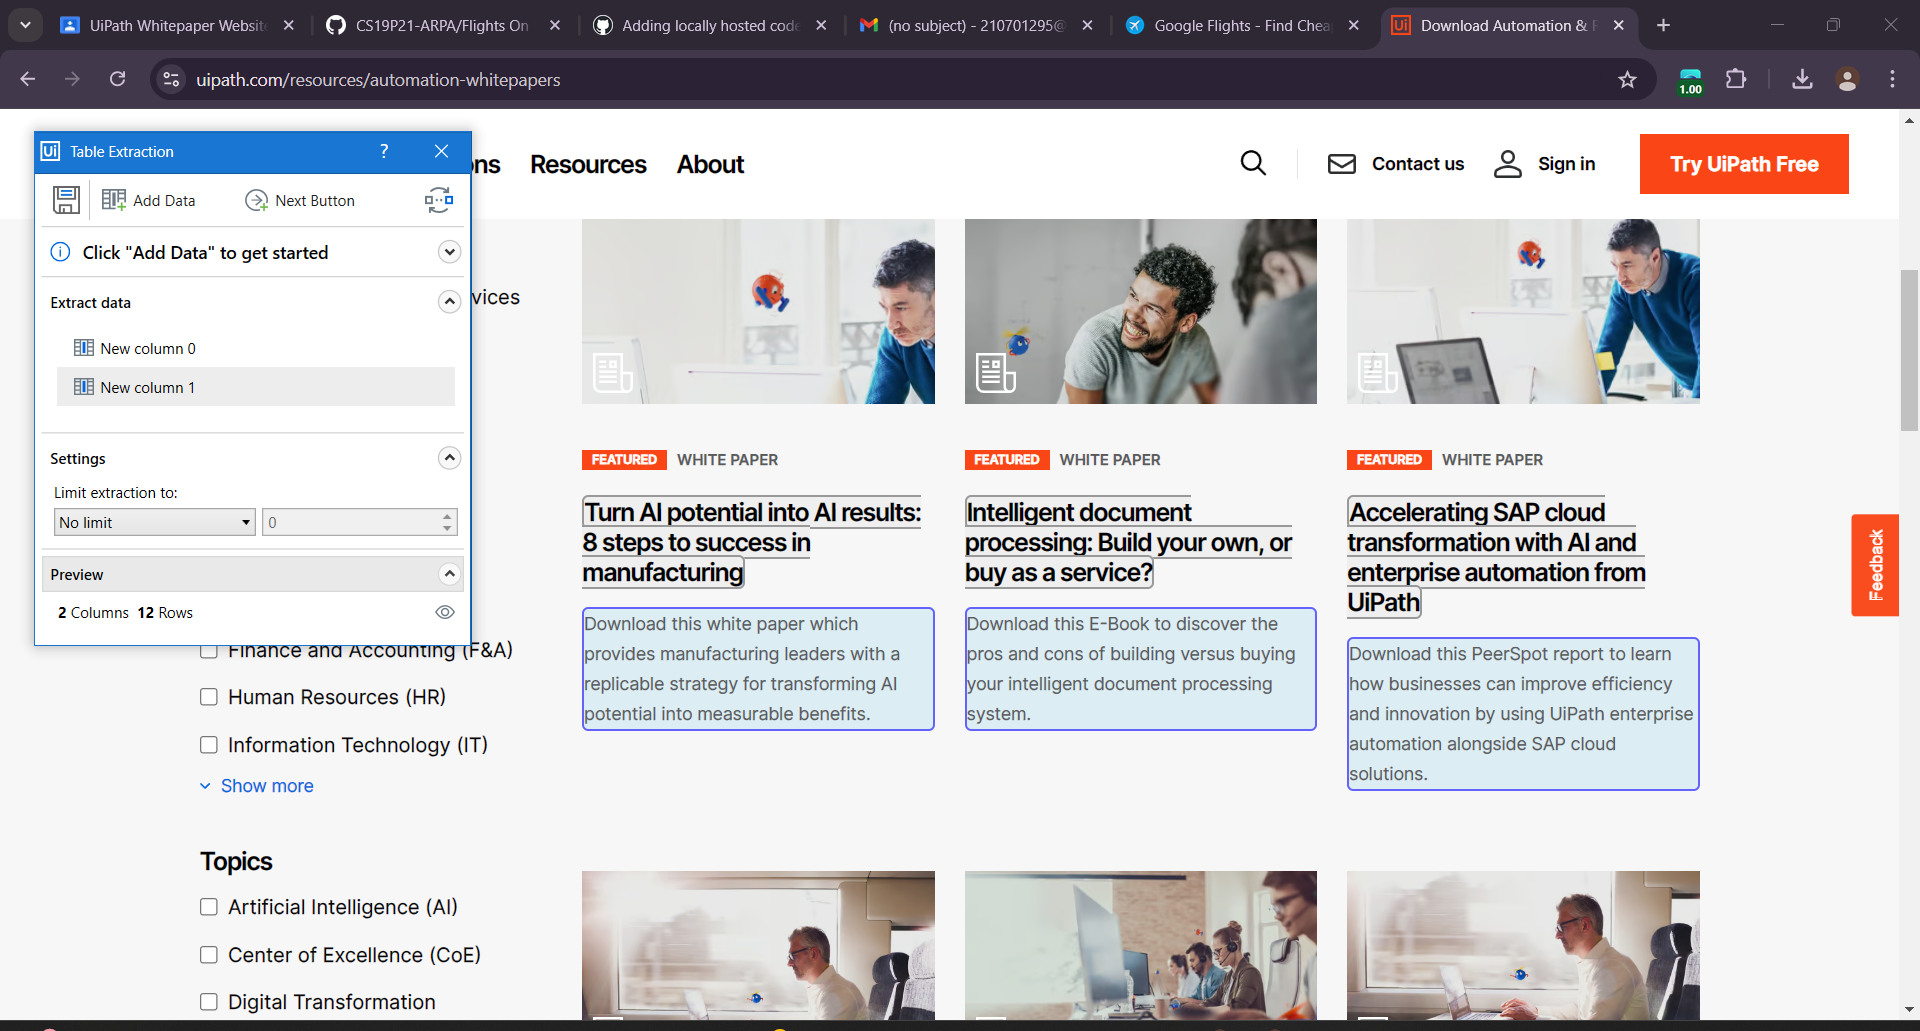 UiPath Whitepaper Website
CS19P21-ARPA/Flights On
Adding locally hosted code
(no subject) - 210701295@
Google Flights - Find Chea
Download Automation & R
uipath.com/resources/automation-whitepapers
1.00
Ui Table Extraction ?
Add Data Next Button
Click "Add Data" to get started
Extract data
New column 0
New column 1
Settings
Limit extraction to:
No limit 0
Preview
2 Columns 12 Rows
ns Resources About
Contact us Sign in Try UiPath Free
vices
Finance and Accounting (F&A)
Human Resources (HR)
Information Technology (IT)
Show more
Topics
Artificial Intelligence (AI)
Center of Excellence (CoE)
Digital Transformation
FEATURED WHITE PAPER
Turn AI potential into AI results:
8 steps to success in
manufacturing
Download this white paper which
provides manufacturing leaders with a
replicable strategy for transforming AI
potential into measurable benefits.
FEATURED WHITE PAPER
Intelligent document
processing: Build your own, or
buy as a service?
Download this E-Book to discover the
pros and cons of building versus buying
your intelligent document processing
system.
FEATURED WHITE PAPER
Accelerating SAP cloud
transformation with AI and
enterprise automation from
UiPath
Download this PeerSpot report to learn
how businesses can improve efficiency
and innovation by using UiPath enterprise
automation alongside SAP cloud
solutions.
Feedback